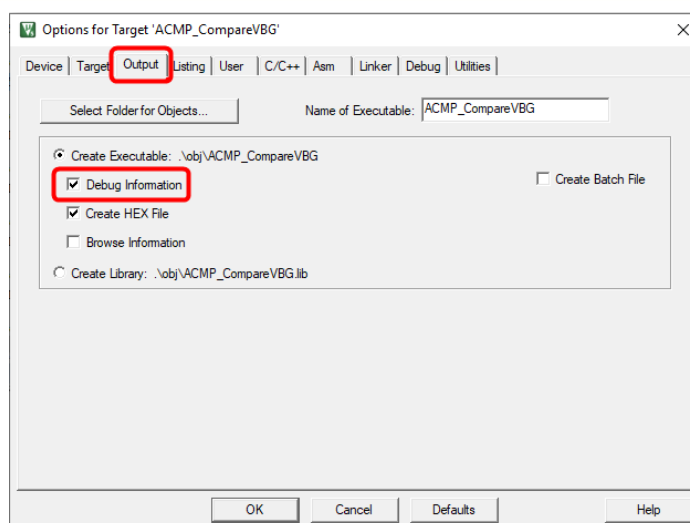 Options for Target 'ACMP_CompareVBG'
Device Target Output Listing User C/C++ Asm Linker Debug Utilities
Select Folder for Objects... Name of Executable: ACMP_CompareVBG
Create Executable: .\obj\ACMP_CompareVBG
Debug Information Create Batch File
Create HEX File
Browse Information
Create Library: .\obj\ACMP_CompareVBG.lib
OK Cancel Defaults Help